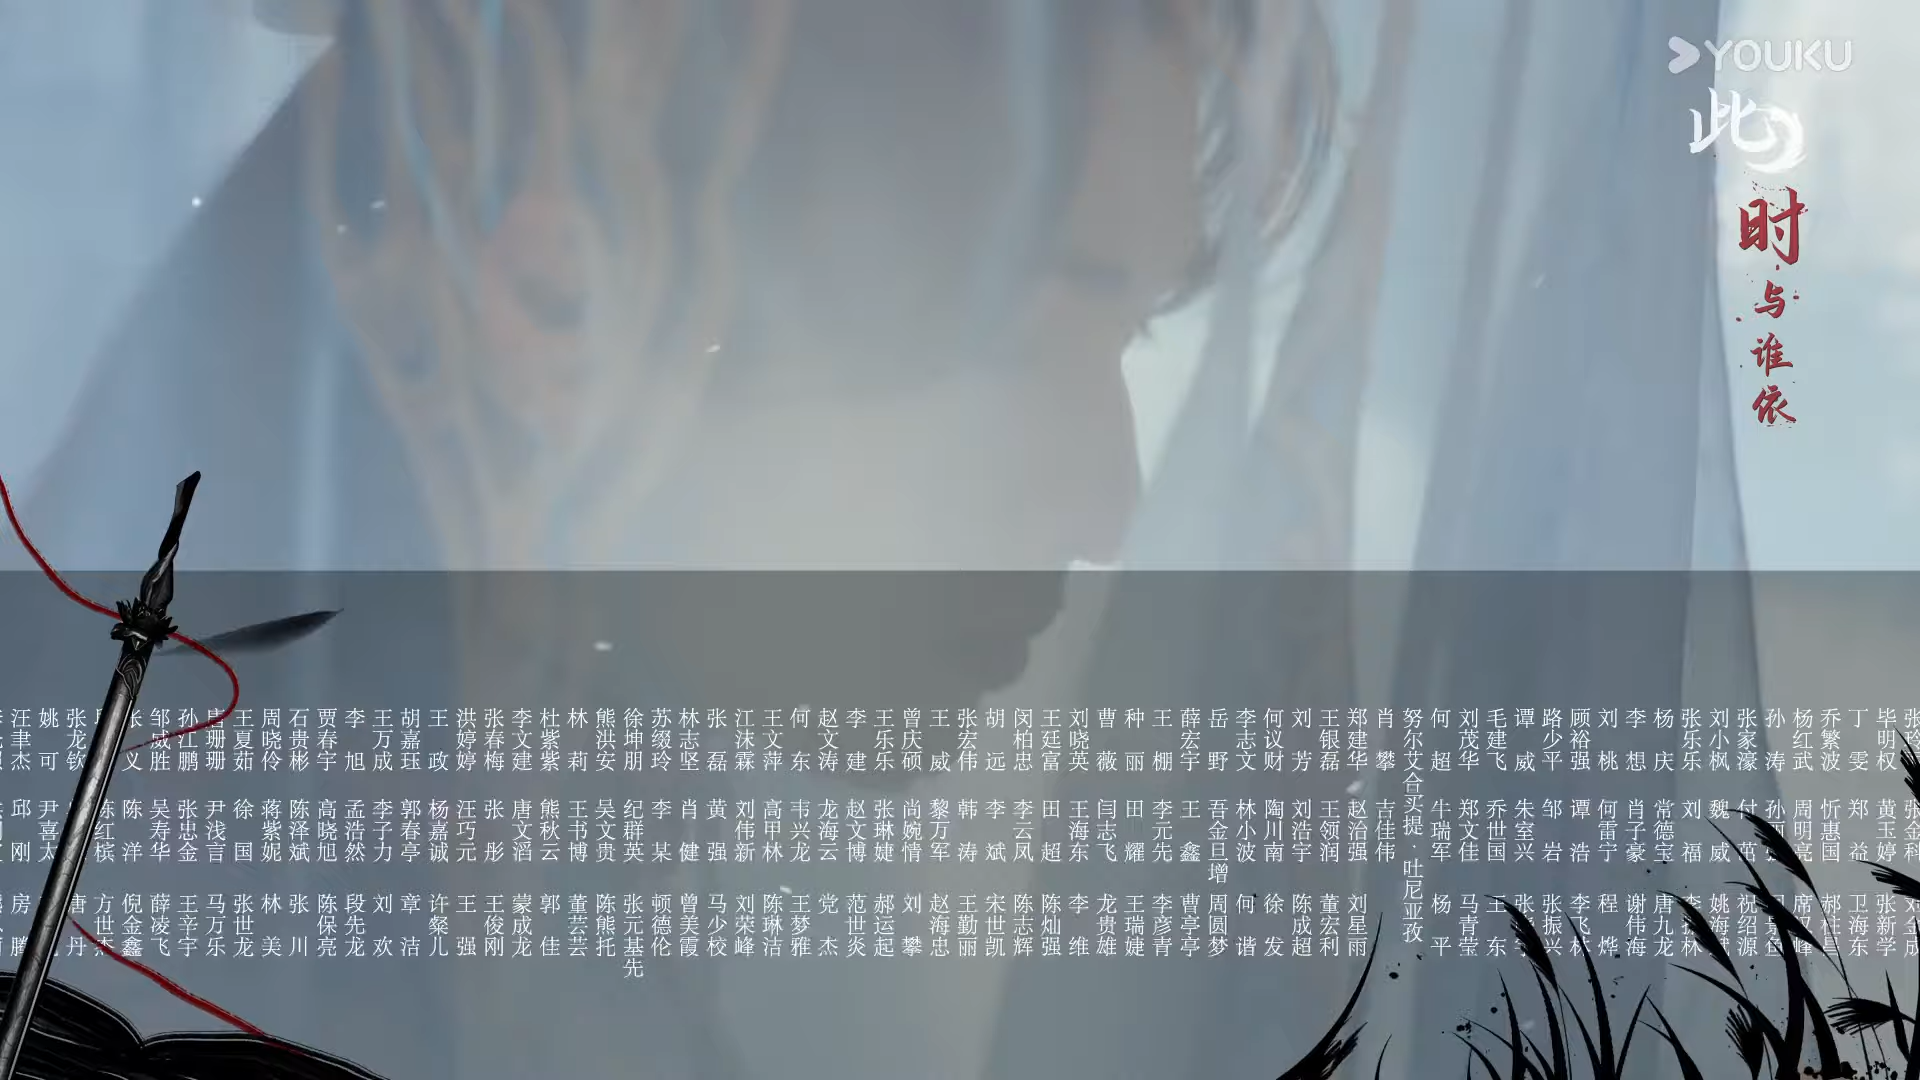 YOUKU
此时与谁依
毕明权
丁雯
乔繁波
杨红武
孙涛
张家濠
刘小枫
张乐乐
杨庆
李想
刘桃
顾裕强
路少平
谭威
毛建飞
刘茂华
何超
努尔艾合买提·吐尼亚孜
肖攀
郑建华
王银磊
刘芳
何议财
李志文
岳野
薛宏宇
王棚
种丽
曹薇
刘晓英
王廷富
闵柏忠
胡远
张宏伟
王威
曾庆硕
王乐乐
李建
赵文涛
何东
王文萍
江沫霖
张磊
林志坚
苏缀玲
徐坤朋
熊洪安
林莉
杜紫紫
李文建
张春梅
洪婷婷
王政
胡嘉珏
王万成
李旭
贾春宇
石贵彬
周晓伶
王夏茹
唐珊珊
孙江鹏
邹威胜
张义
张龙钦
姚可
汪聿杰
黄玉婷
郑益
忻惠国
周明亮
魏威
刘福
常德宝
肖子豪
何雷宁
谭浩
邹岩
朱室兴
乔世国
郑文佳
牛瑞军
吉佳伟
赵治强
王领润
刘浩宇
陶川南
林小波
吾金旦增
王鑫
李元先
田耀
闫志飞
王海东
田超
李云凤
李斌
韩涛
黎万军
尚婉情
张琳婕
赵文博
龙海云
韦兴龙
高甲林
刘伟新
黄强
肖健
李某
纪群英
吴文贵
王书博
熊秋云
唐文滔
张彤
汪巧元
杨嘉诚
郭春亭
李子力
孟浩然
高晓旭
陈泽斌
蒋紫妮
徐国
尹浅言
张忠金
吴寿华
陈洋
陈红槟
尹喜太
邱刚
张新学
卫海东
席双峰
祝绍源
唐九龙
谢伟海
程烨
李飞林
张振兴
王东
马青莹
杨平
刘星雨
董宏利
陈成超
徐发
何谐
周圆梦
曹亭亭
李彦青
王瑞婕
龙贵雄
李维
陈灿强
陈志辉
宋世凯
王勤丽
赵海忠
刘攀
郝运起
范世炎
党杰
王梦雅
陈琳洁
刘荣峰
马少校
曾美霞
顿德伦
张元基先
陈熊托
董芸芸
郭佳
蒙成龙
王俊刚
王强
许粲儿
章洁
刘欢
段先龙
陈保亮
张川
林美
张世龙
马万乐
王辛宇
薛凌飞
倪金鑫
方世杰
唐丹
房腾